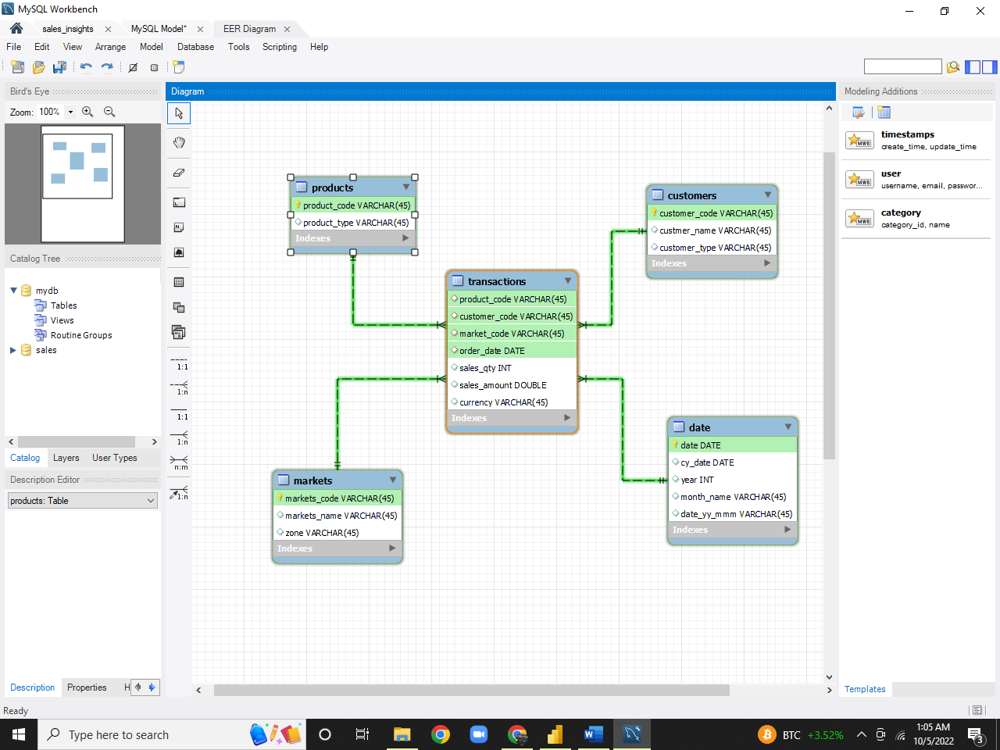 MySQL Workbench
sales_insights
MySQL Model*
EER Diagram
File Edit View Arrange Model Database Tools Scripting Help
Bird's Eye
Zoom: 100%
Catalog Tree
mydb
Tables
Views
Routine Groups
sales
Catalog Layers User Types
Description Editor
products: Table
Description Properties H
Diagram
1:1
1:n
1:1
1:n
n:m
1:n
products
product_code VARCHAR(45)
product_type VARCHAR(45)
Indexes
customers
customer_code VARCHAR(45)
custmer_name VARCHAR(45)
customer_type VARCHAR(45)
Indexes
transactions
product_code VARCHAR(45)
customer_code VARCHAR(45)
market_code VARCHAR(45)
order_date DATE
sales_qty INT
sales_amount DOUBLE
currency VARCHAR(45)
Indexes
markets
markets_code VARCHAR(45)
markets_name VARCHAR(45)
zone VARCHAR(45)
Indexes
date
date DATE
cy_date DATE
year INT
month_name VARCHAR(45)
date_yy_mmm VARCHAR(45)
Indexes
Modeling Additions
MWB
timestamps
create_time, update_time
MWB
user
username, email, passwor...
MWB
category
category_id, name
Templates
Ready
Type here to search
BTC +3.52%
1:05 AM
10/5/2022
3